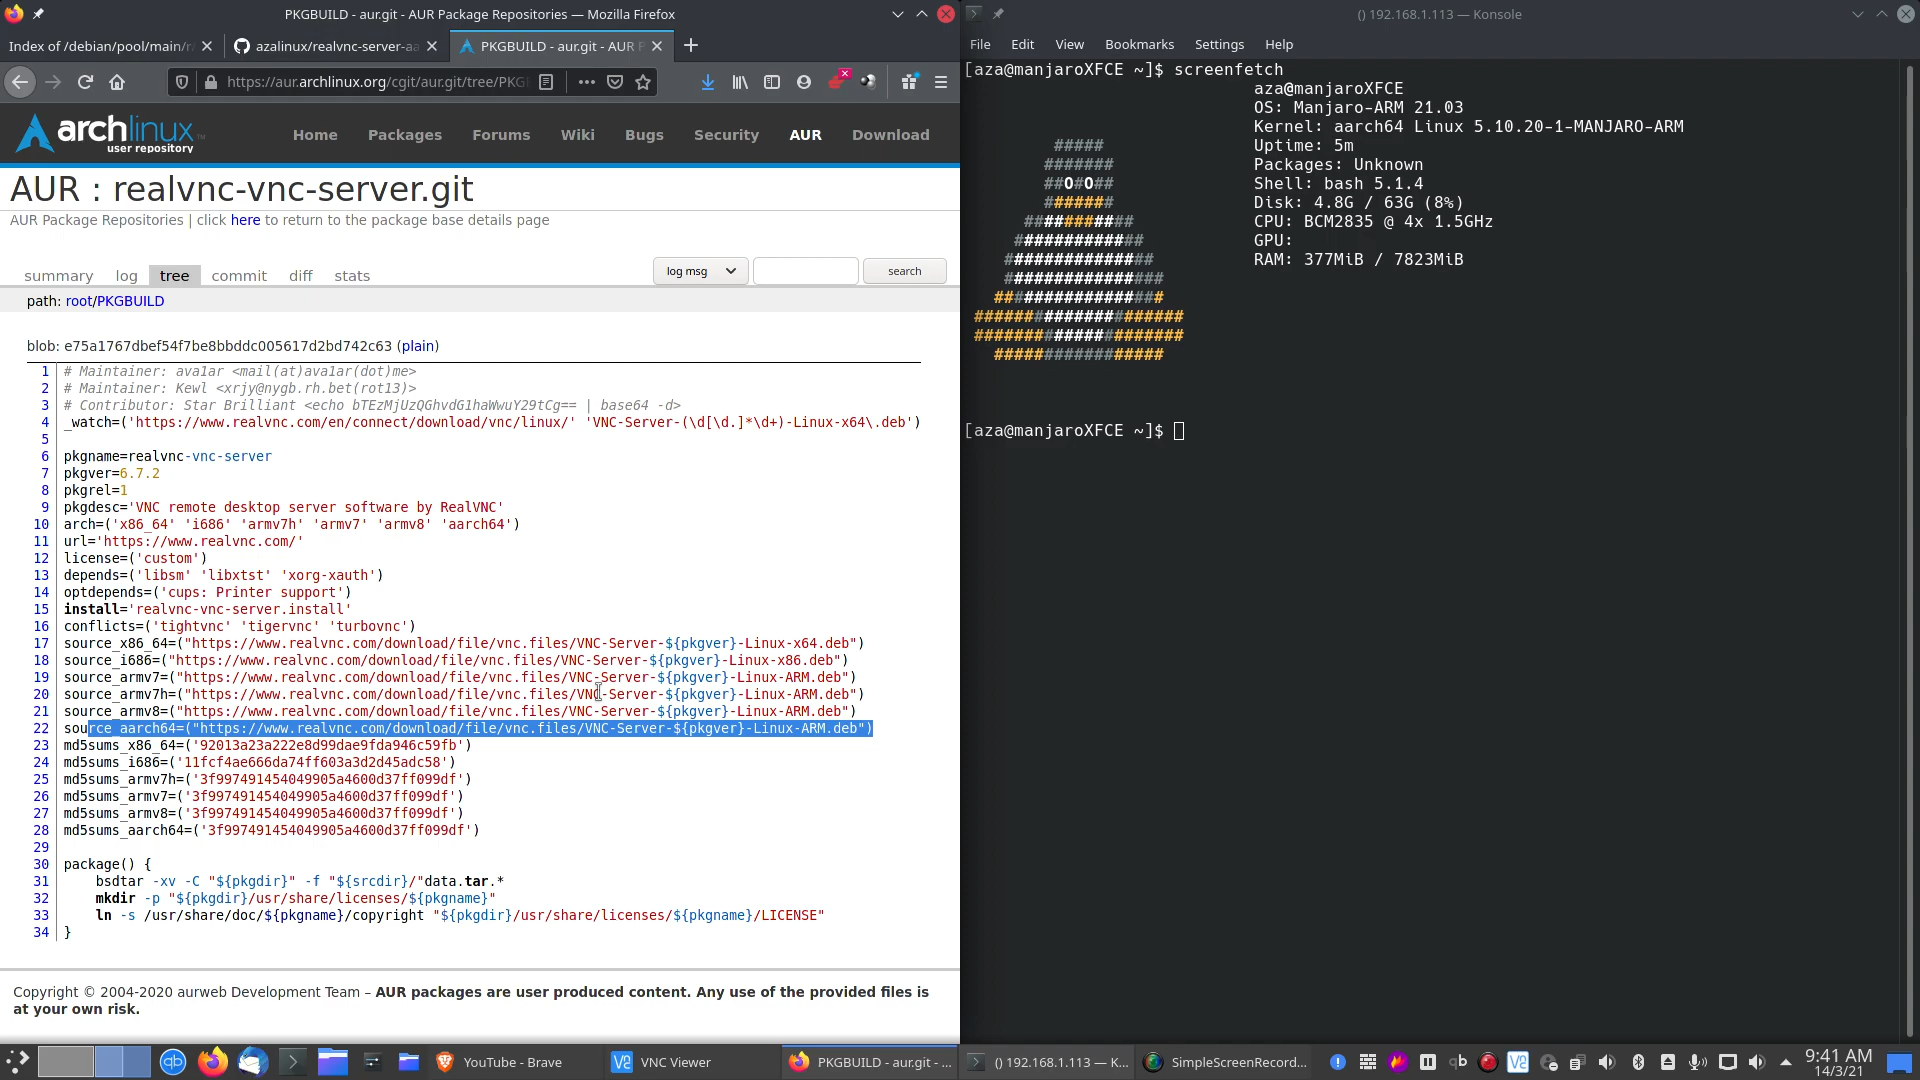 PKGBUILD - aur.git - AUR Package Repositories — Mozilla Firefox
Index of /debian/pool/main/r
azalinux/realvnc-server-aa
PKGBUILD - aur.git - AUR P
https://aur.archlinux.org/cgit/aur.git/tree/PKG
archlinux
user repository
Home
Packages
Forums
Wiki
Bugs
Security
AUR
Download
AUR : realvnc-vnc-server.git
AUR Package Repositories | click here to return to the package base details page
summary
log
tree
commit
diff
stats
log msg
search
path: root/PKGBUILD
blob: e75a1767dbef54f7be8bbddc005617d2bd742c63 (plain)
1 # Maintainer: ava1ar <mail(at)ava1ar(dot)me>
2 # Maintainer: Kewl <xrjy@nygb.rh.bet(rot13)>
3 # Contributor: Star Brilliant <echo bTEzMjUzQGhvdG1haWwuY29tCg== | base64 -d>
4 _watch=('https://www.realvnc.com/en/connect/download/vnc/linux/' 'VNC-Server-(\d[\d.]*\d+)-Linux-x64\.deb')
5
6 pkgname=realvnc-vnc-server
7 pkgver=6.7.2
8 pkgrel=1
9 pkgdesc='VNC remote desktop server software by RealVNC'
10 arch=('x86_64' 'i686' 'armv7h' 'armv7' 'armv8' 'aarch64')
11 url='https://www.realvnc.com/'
12 license=('custom')
13 depends=('libsm' 'libxtst' 'xorg-xauth')
14 optdepends=('cups: Printer support')
15 install='realvnc-vnc-server.install'
16 conflicts=('tightvnc' 'tigervnc' 'turbovnc')
17 source_x86_64=("https://www.realvnc.com/download/file/vnc.files/VNC-Server-${pkgver}-Linux-x64.deb")
18 source_i686=("https://www.realvnc.com/download/file/vnc.files/VNC-Server-${pkgver}-Linux-x86.deb")
19 source_armv7=("https://www.realvnc.com/download/file/vnc.files/VNC-Server-${pkgver}-Linux-ARM.deb")
20 source_armv7h=("https://www.realvnc.com/download/file/vnc.files/VNC-Server-${pkgver}-Linux-ARM.deb")
21 source_armv8=("https://www.realvnc.com/download/file/vnc.files/VNC-Server-${pkgver}-Linux-ARM.deb")
22 source_aarch64=("https://www.realvnc.com/download/file/vnc.files/VNC-Server-${pkgver}-Linux-ARM.deb")
23 md5sums_x86_64=('92013a23a222e8d99dae9fda946c59fb')
24 md5sums_i686=('11fcf4ae666da74ff603a3d2d45adc58')
25 md5sums_armv7h=('3f997491454049905a4600d37ff099df')
26 md5sums_armv7=('3f997491454049905a4600d37ff099df')
27 md5sums_armv8=('3f997491454049905a4600d37ff099df')
28 md5sums_aarch64=('3f997491454049905a4600d37ff099df')
29
30 package() {
31 bsdtar -xv -C "${pkgdir}" -f "${srcdir}/"data.tar.*
32 mkdir -p "${pkgdir}/usr/share/licenses/${pkgname}"
33 ln -s /usr/share/doc/${pkgname}/copyright "${pkgdir}/usr/share/licenses/${pkgname}/LICENSE"
34 }
Copyright © 2004-2020 aurweb Development Team – AUR packages are user produced content. Any use of the provided files is
at your own risk.
() 192.168.1.113 — Konsole
File
Edit
View
Bookmarks
Settings
Help
[aza@manjaroXFCE ~]$ screenfetch
aza@manjaroXFCE
OS: Manjaro-ARM 21.03
Kernel: aarch64 Linux 5.10.20-1-MANJARO-ARM
##### Uptime: 5m
####### Packages: Unknown
##O#O## Shell: bash 5.1.4
####### Disk: 4.8G / 63G (8%)
########### CPU: BCM2835 @ 4x 1.5GHz
############# GPU:
############### RAM: 377MiB / 7823MiB
################
#################
#####################
#####################
#################
[aza@manjaroXFCE ~]$
YouTube - Brave
VNC Viewer
PKGBUILD - aur.git - ...
() 192.168.1.113 — K...
SimpleScreenRecord...
qb
9:41 AM
14/3/21